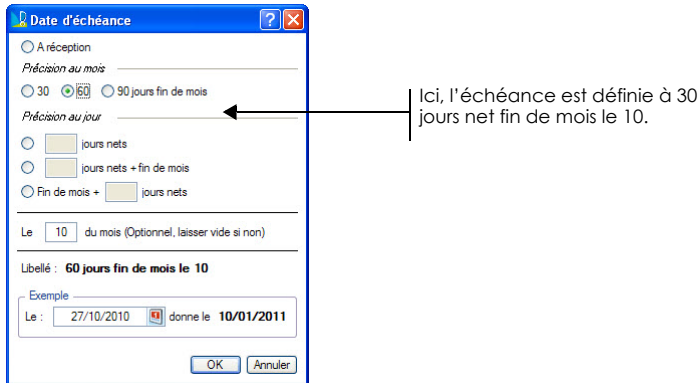 Date d'échéance
A réception
Précision au mois
30 60 90 jours fin de mois
Précision au jour
jours nets
jours nets + fin de mois
Fin de mois + jours nets
Le 10 du mois (Optionnel, laisser vide si non)
Libellé : 60 jours fin de mois le 10
Exemple
Le : 27/10/2010 donne le 10/01/2011
OK Annuler
Ici, l'échéance est définie à 30
jours net fin de mois le 10.